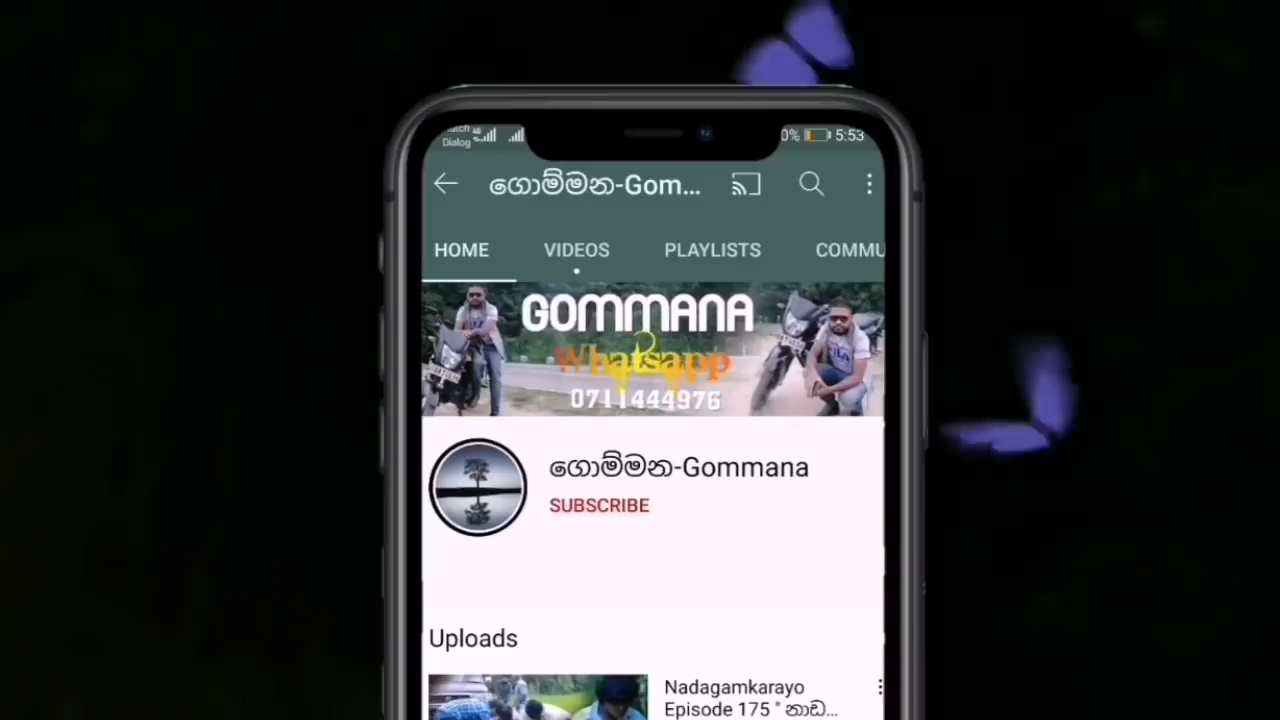 Dialog
0% 5:53
ගොම්මන-Gom...
HOME VIDEOS PLAYLISTS COMMU
GOMMANA
Whatsapp
0711444976
ගොම්මන-Gommana
SUBSCRIBE
Uploads
Nadagamkarayo
Episode 175 " නාඩ...